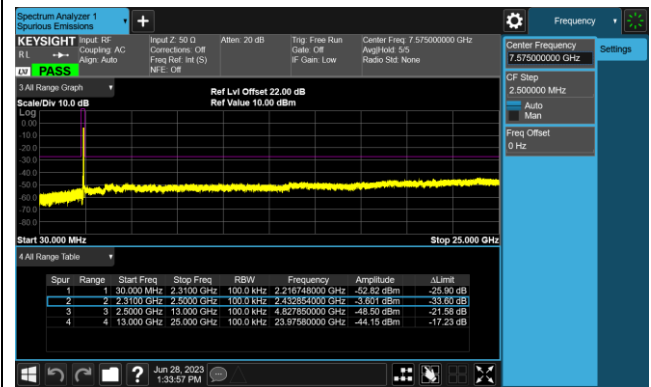 Spectrum Analyzer 1
Spurious Emissions
Frequency
KEYSIGHT
Input: RF
Coupling: AC
Align: Auto
Input Z: 50 Ω
Corrections: Off
Freq Ref: Int (S)
NFE: Off
Atten: 20 dB
Trig: Free Run
Gate: Off
IF Gain: Low
Center Freq: 7.575000000 GHz
Avg|Hold: 5/5
Radio Std: None
R L
LXI PASS
Center Frequency
7.575000000 GHz
Settings
CF Step
2.500000 MHz
Auto
Man
Freq Offset
0 Hz
3 All Range Graph
Scale/Div 10.0 dB
Ref Lvl Offset 22.00 dB
Ref Value 10.00 dBm
Log
0.00
-10.0
-20.0
-30.0
-40.0
-50.0
-60.0
-70.0
-80.0
Start 30.000 MHz Stop 25.000 GHz
4 All Range Table
Spur Range Start Freq Stop Freq RBW Frequency Amplitude ΔLimit
1 1 30.000 MHz 2.3100 GHz 100.0 kHz 2.216748000 GHz -52.82 dBm -25.90 dB
2 2 2.3100 GHz 2.5000 GHz 100.0 kHz 2.432854000 GHz -3.601 dBm -33.60 dB
3 3 2.5000 GHz 13.000 GHz 100.0 kHz 4.827850000 GHz -48.50 dBm -21.58 dB
4 4 13.000 GHz 25.000 GHz 100.0 kHz 23.97580000 GHz -44.15 dBm -17.23 dB
Jun 28, 2023
1:33:57 PM